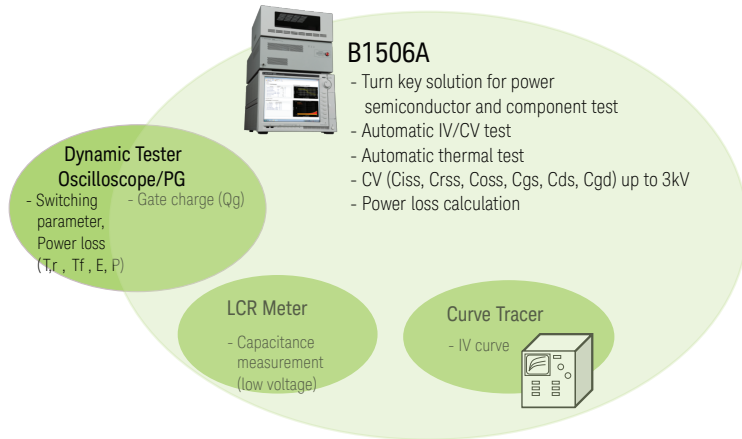 B1506A
- Turn key solution for power
semiconductor and component test
- Automatic IV/CV test
- Automatic thermal test
- CV (Ciss, Crss, Coss, Cgs, Cds, Cgd) up to 3kV
- Power loss calculation
Dynamic Tester
Oscilloscope/PG
- Switching
parameter,
Power loss
(T,r , Tf , E, P)
- Gate charge (Qg)
LCR Meter
- Capacitance
measurement
(low voltage)
Curve Tracer
- IV curve